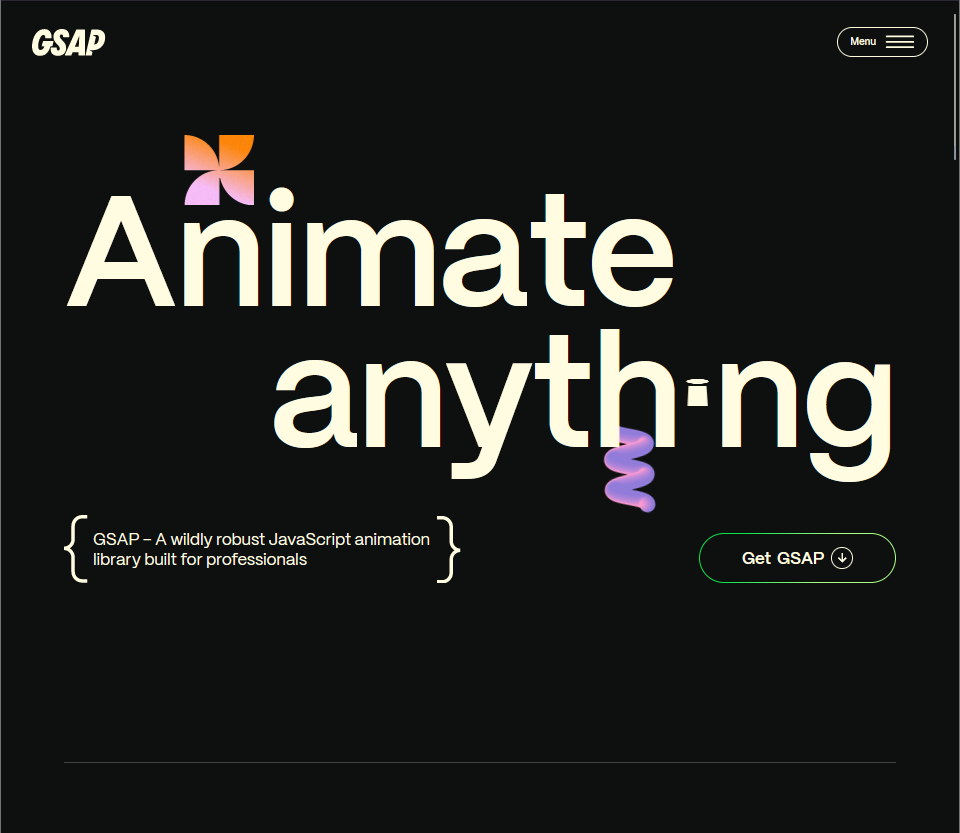 GSAP
Menu
Animate
anything
GSAP – A wildly robust JavaScript animation
library built for professionals
Get GSAP